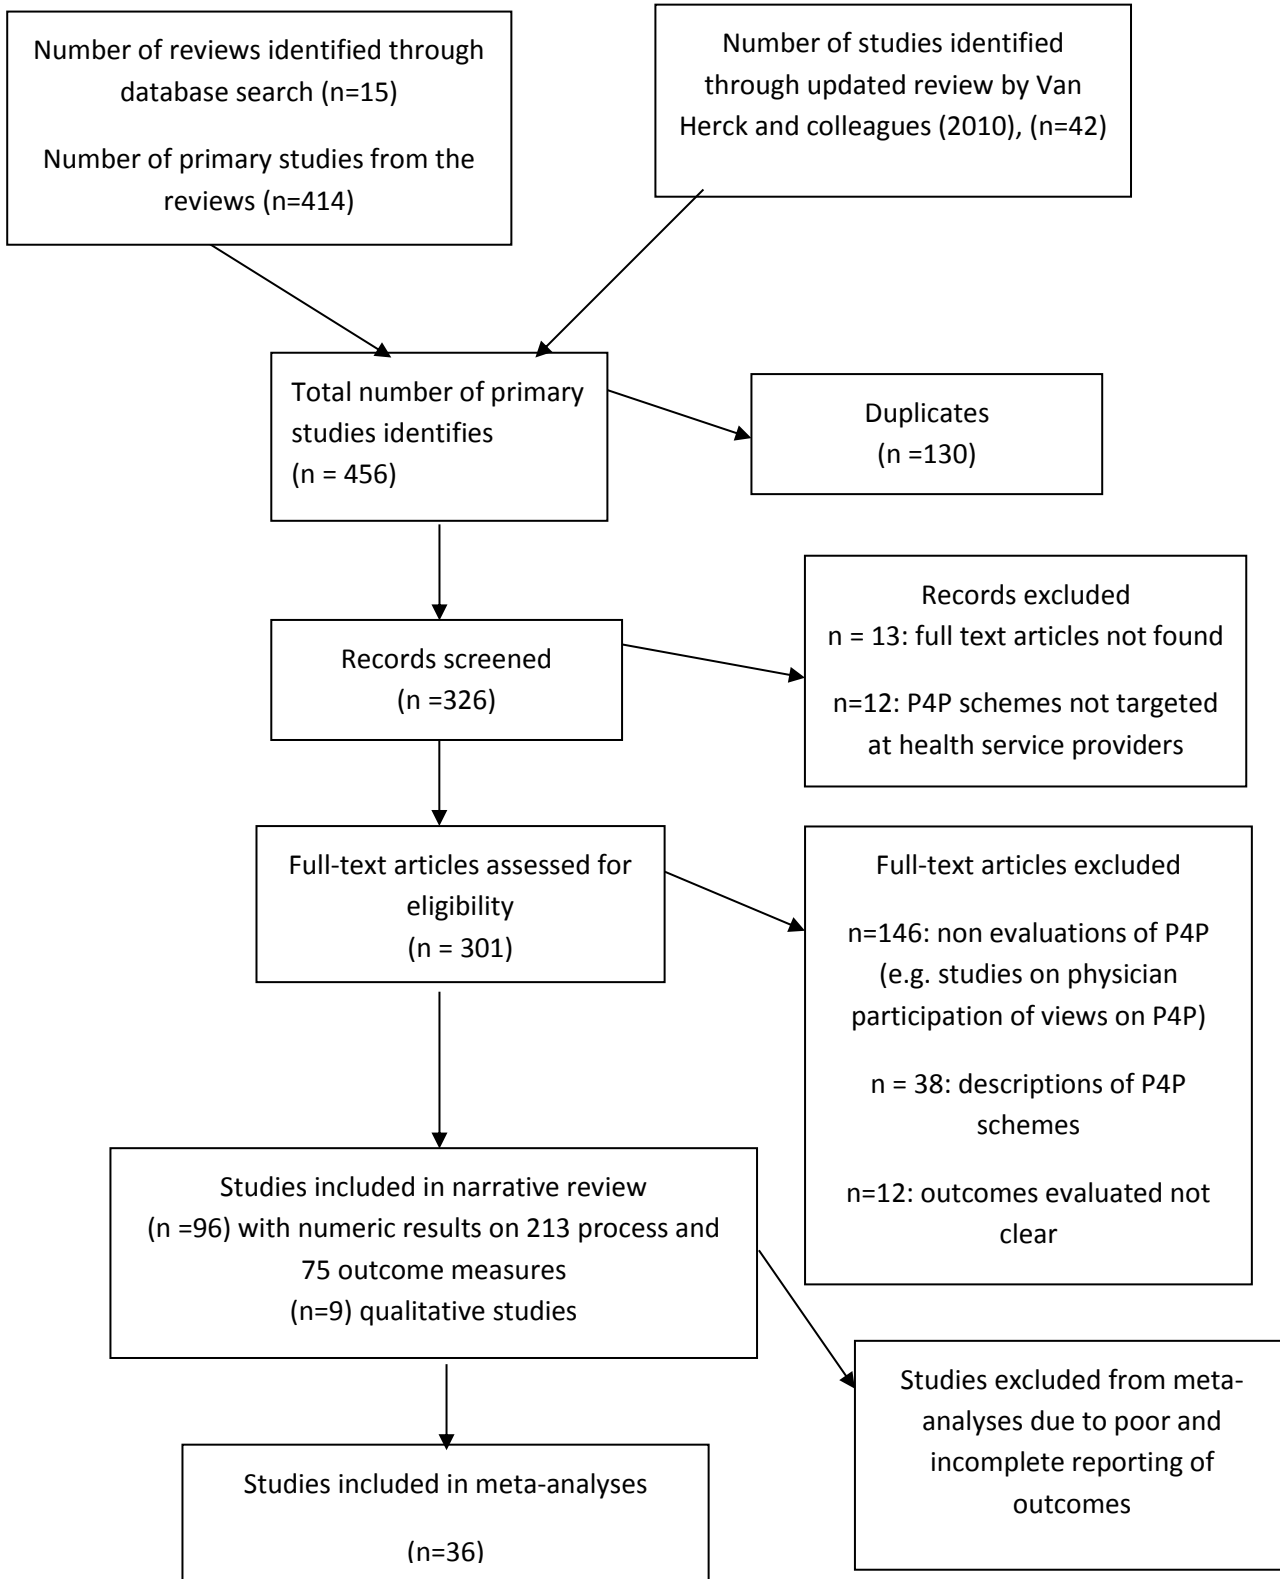 Number of reviews identified through
database search (n=15)
Number of primary studies from the
reviews (n=414)
Number of studies identified
through updated review by Van
Herck and colleagues (2010), (n=42)
Total number of primary
studies identifies
(n = 456)
Duplicates
(n =130)
Records screened
(n =326)
Records excluded
n = 13: full text articles not found
n=12: P4P schemes not targeted
at health service providers
Full-text articles assessed for
eligibility
(n = 301)
Full-text articles excluded
n=146: non evaluations of P4P
(e.g. studies on physician
participation of views on P4P)
n = 38: descriptions of P4P
schemes
n=12: outcomes evaluated not
clear
Studies included in narrative review
(n =96) with numeric results on 213 process and
75 outcome measures
(n=9) qualitative studies
Studies excluded from meta-
analyses due to poor and
incomplete reporting of
outcomes
Studies included in meta-analyses
(n=36)